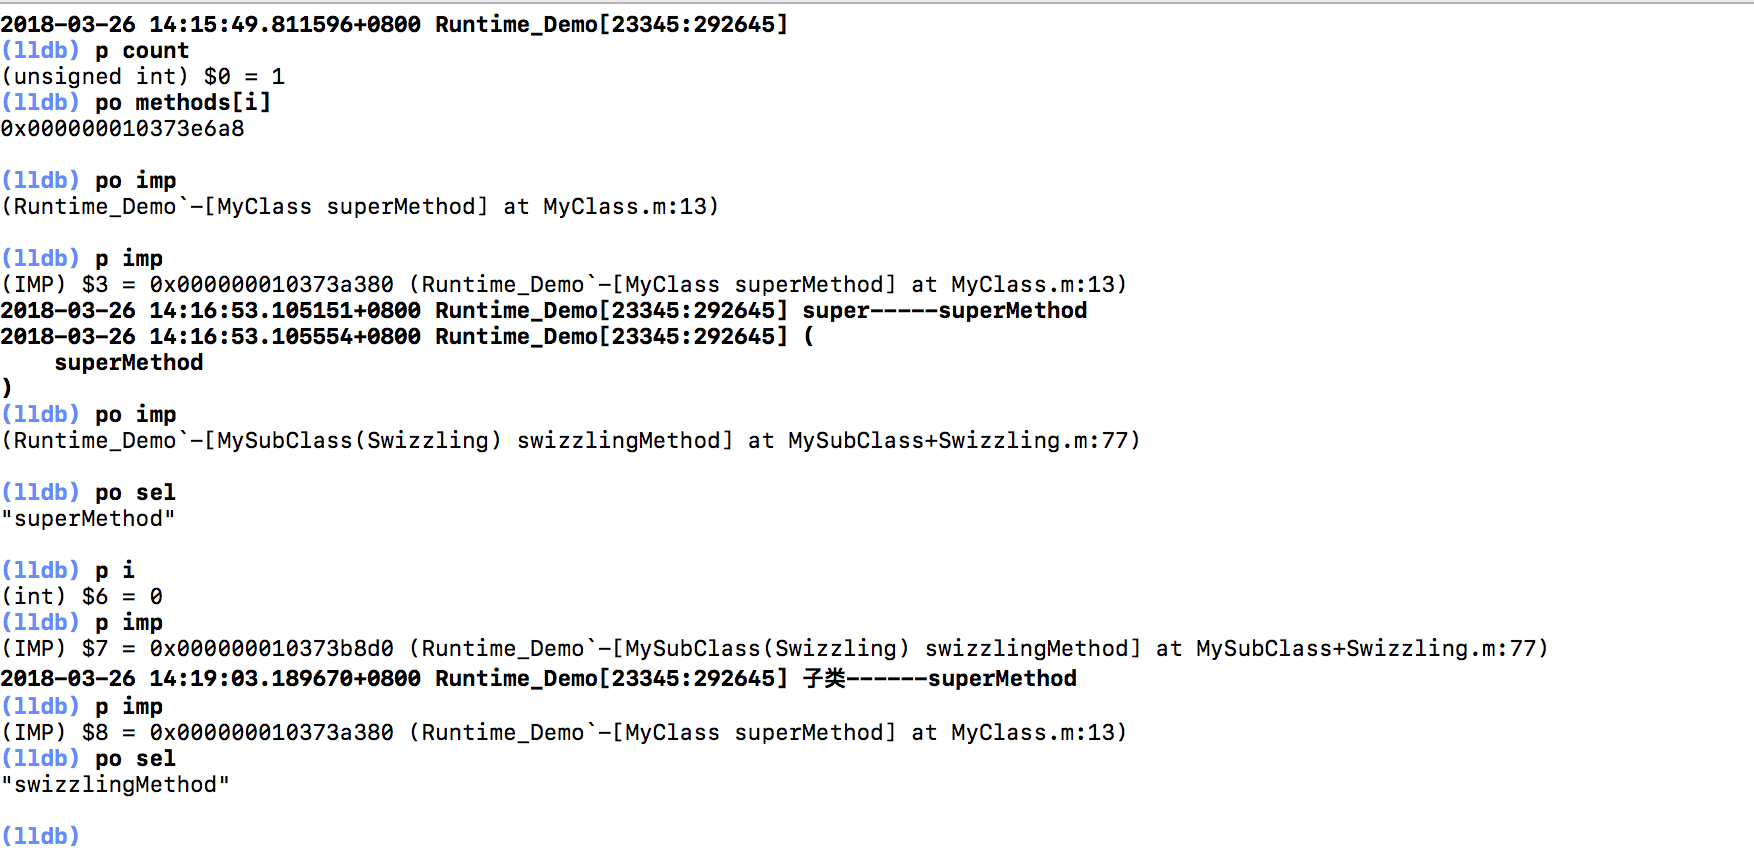 2018-03-26 14:15:49.811596+0800 Runtime_Demo[23345:292645]
(lldb) p count
(unsigned int) $0 = 1
(lldb) po methods[i]
0x000000010373e6a8
(lldb) po imp
(Runtime_Demo`-[MyClass superMethod] at MyClass.m:13)
(lldb) p imp
(IMP) $3 = 0x000000010373a380 (Runtime_Demo`-[MyClass superMethod] at MyClass.m:13)
2018-03-26 14:16:53.105151+0800 Runtime_Demo[23345:292645] super-----superMethod
2018-03-26 14:16:53.105554+0800 Runtime_Demo[23345:292645] (
    superMethod
)
(lldb) po imp
(Runtime_Demo`-[MySubClass(Swizzling) swizzlingMethod] at MySubClass+Swizzling.m:77)
(lldb) po sel
"superMethod"
(lldb) p i
(int) $6 = 0
(lldb) p imp
(IMP) $7 = 0x000000010373b8d0 (Runtime_Demo`-[MySubClass(Swizzling) swizzlingMethod] at MySubClass+Swizzling.m:77)
2018-03-26 14:19:03.189670+0800 Runtime_Demo[23345:292645] 子类------superMethod
(lldb) p imp
(IMP) $8 = 0x000000010373a380 (Runtime_Demo`-[MyClass superMethod] at MyClass.m:13)
(lldb) po sel
"swizzlingMethod"
(lldb)